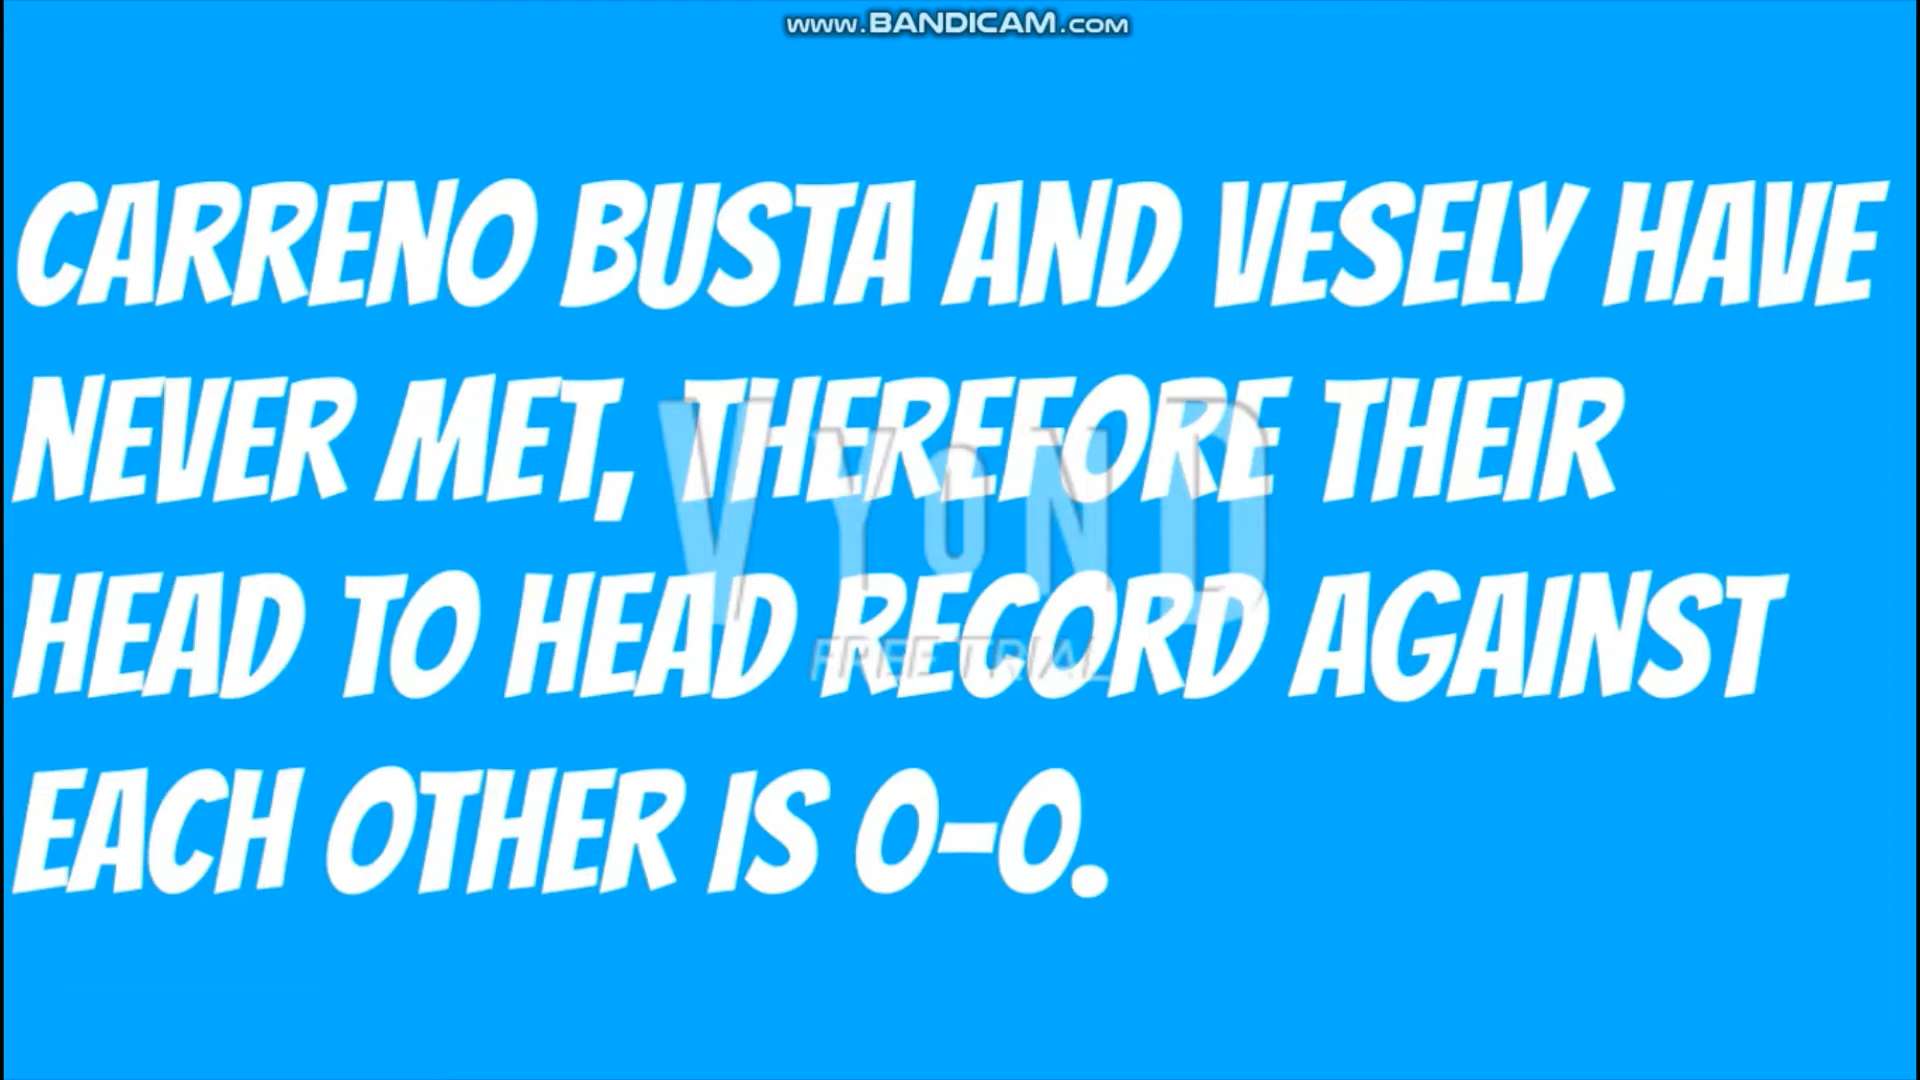 www.BANDICAM.com
CARRENO BUSTA AND VESELY HAVE
NEVER MET, THEREFORE THEIR
HEAD TO HEAD RECORD AGAINST
EACH OTHER IS 0-0.
VYOND
FREE TRIAL